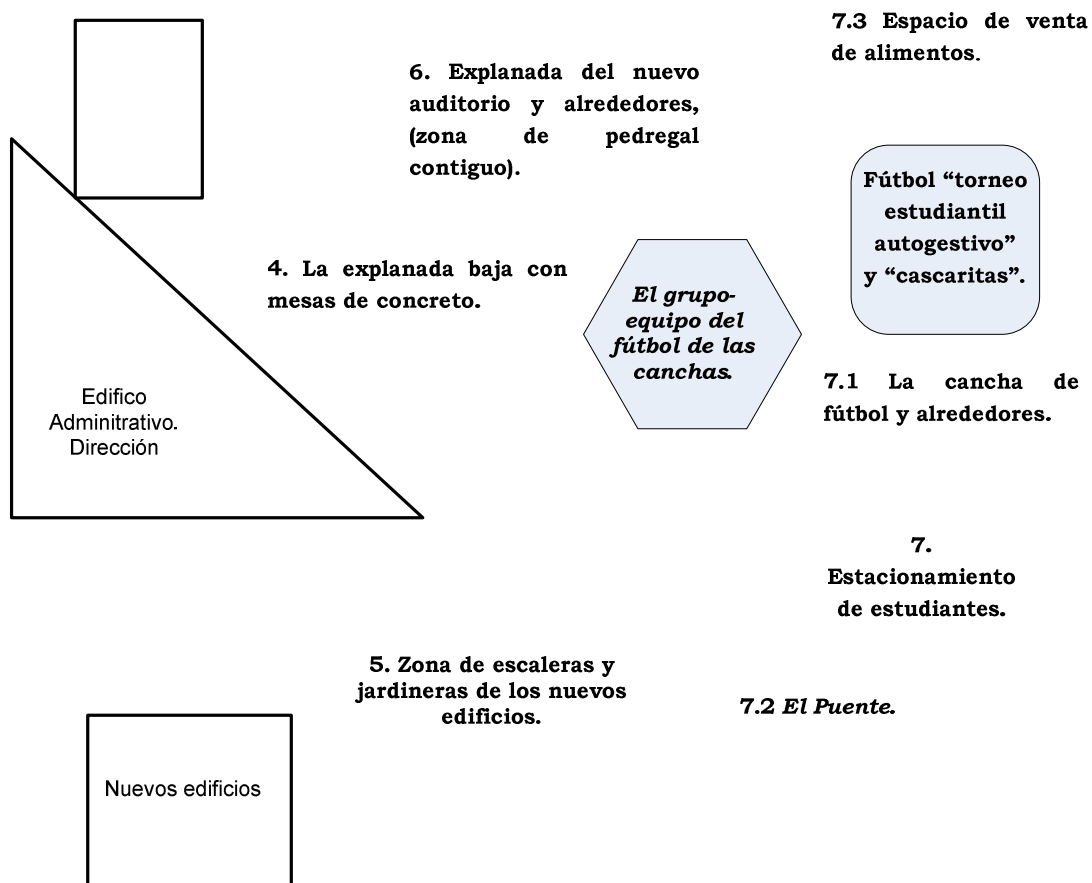 7.3 Espacio de venta
de alimentos.
6. Explanada del nuevo
auditorio y alrededores,
(zona de pedregal
contiguo).
Fútbol “torneo
estudiantil
autogestivo”
y “cascaritas”.
4. La explanada baja con
mesas de concreto.
El grupo-
equipo del
fútbol de las
canchas.
7.1 La cancha de
fútbol y alrededores.
Edifico
Adminitrativo.
Dirección
7.
Estacionamiento
de estudiantes.
5. Zona de escaleras y
jardineras de los nuevos
edificios.
7.2 El Puente.
Nuevos edificios